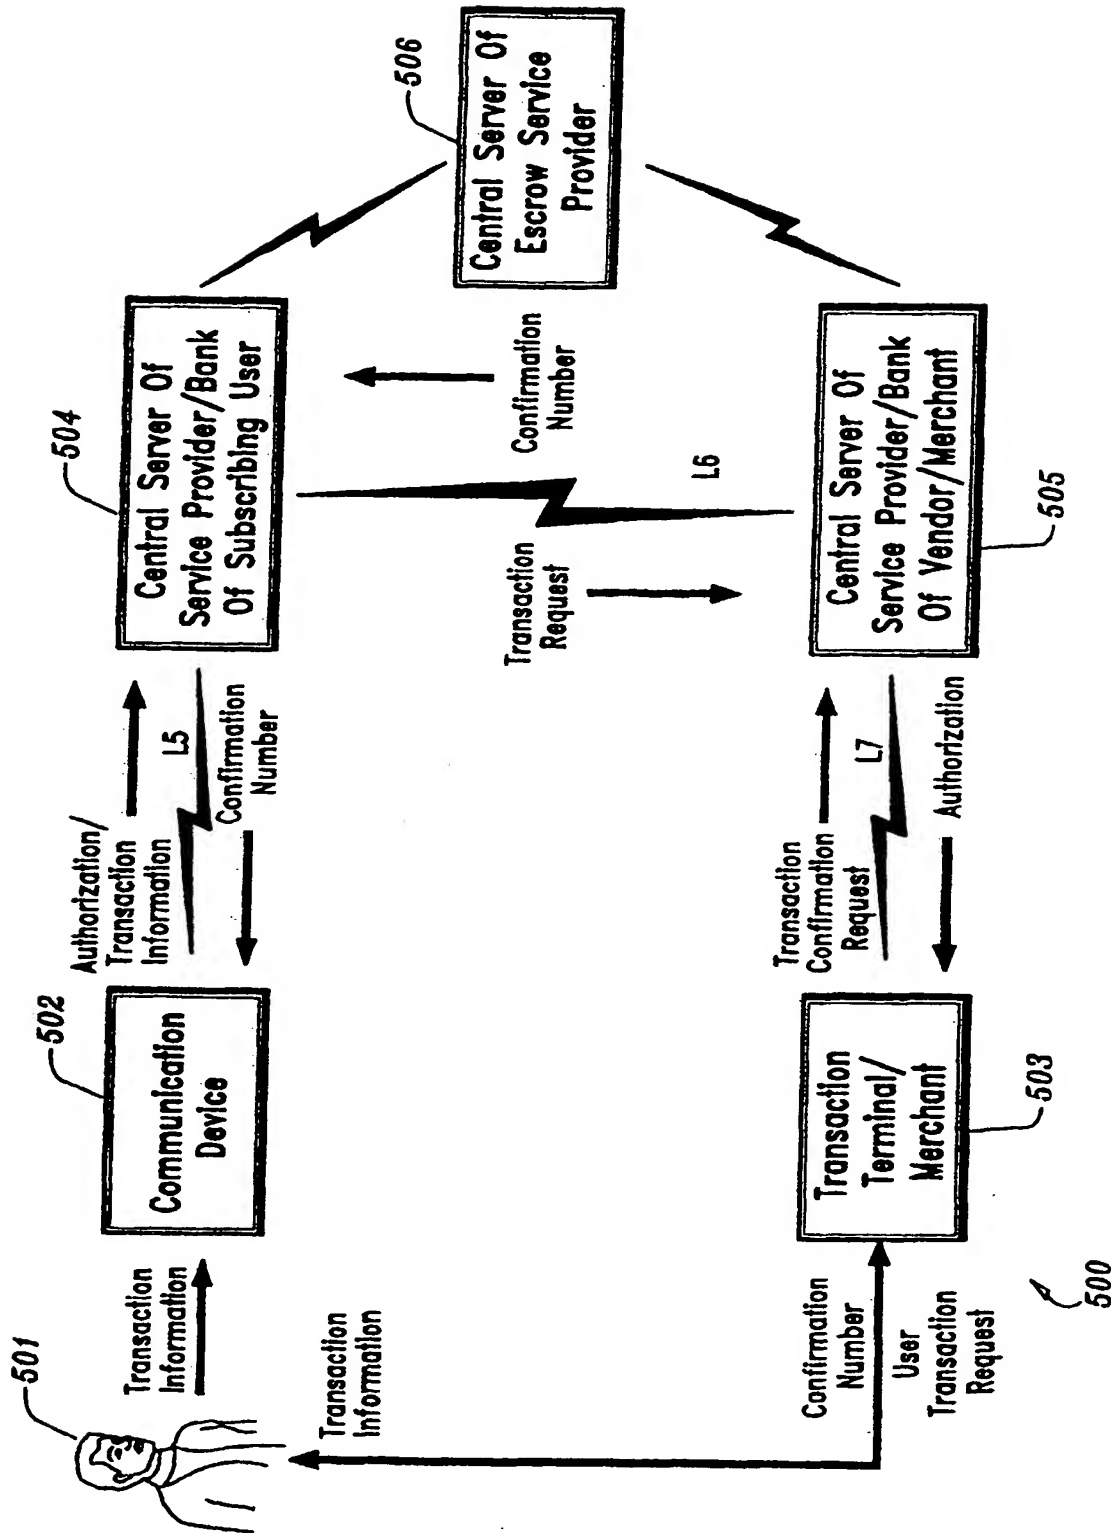 501
Transaction
Information
502
Communication
Device
Authorization/
Transaction
Information
L5
Confirmation
Number
504
Central Server Of
Service Provider/Bank
Of Subscribing User
506
Central Server Of
Escrow Service
Provider
Confirmation
Number
L6
Transaction
Request
Transaction
Information
Confirmation
Number
User
Transaction
Request
Transaction
Terminal/
Merchant
503
Transaction
Confirmation
Request
L7
Authorization
Central Server Of
Service Provider/Bank
Of Vendor/Merchant
505
500